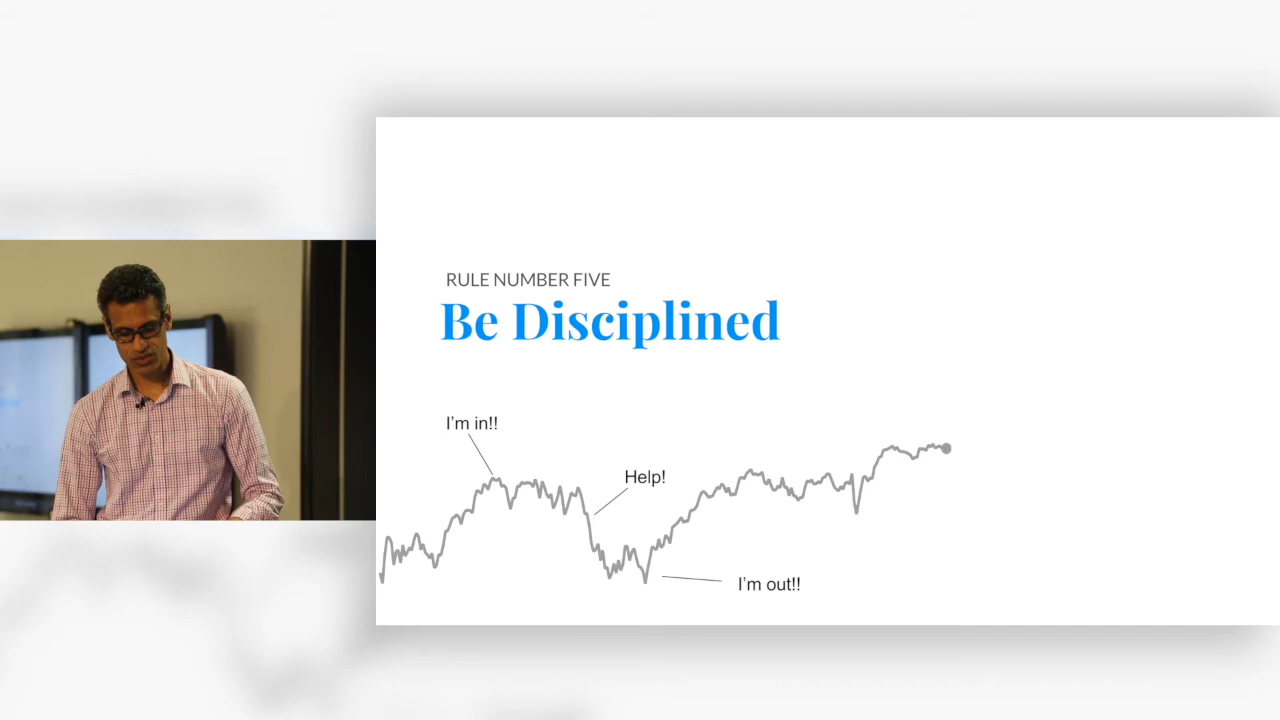 RULE NUMBER FIVE
Be Disciplined
I'm in!!
Help!
I'm out!!